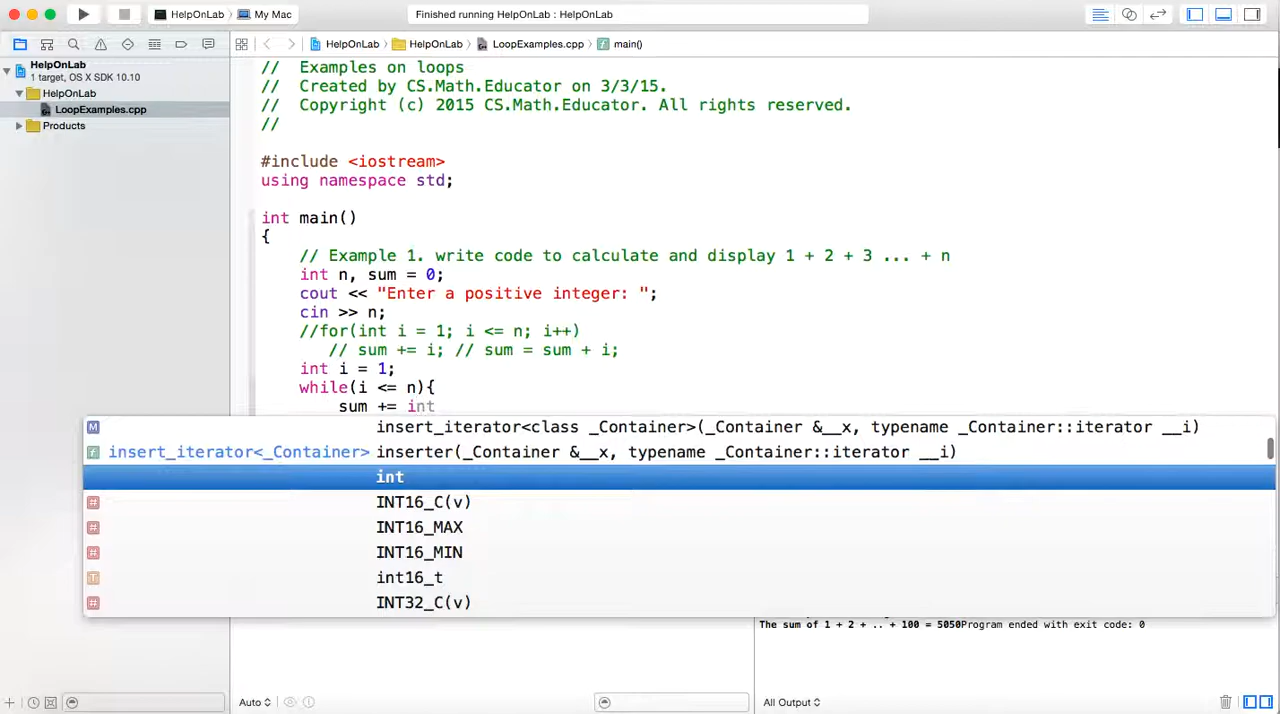 HelpOnLab
My Mac
Finished running HelpOnLab : HelpOnLab
HelpOnLab
HelpOnLab
LoopExamples.cpp
main()
HelpOnLab
1 target, OS X SDK 10.10
HelpOnLab
LoopExamples.cpp
Products
// Examples on loops
// Created by CS.Math.Educator on 3/3/15.
// Copyright (c) 2015 CS.Math.Educator. All rights reserved.
//
#include <iostream>
using namespace std;
int main()
{
// Example 1. write code to calculate and display 1 + 2 + 3 ... + n
int n, sum = 0;
cout << "Enter a positive integer: ";
cin >> n;
//for(int i = 1; i <= n; i++)
// sum += i; // sum = sum + i;
int i = 1;
while(i <= n){
sum += int
M insert_iterator<class _Container>(_Container &__x, typename _Container::iterator __i)
f insert_iterator<_Container> inserter(_Container &__x, typename _Container::iterator __i)
int
# INT16_C(v)
# INT16_MAX
# INT16_MIN
T int16_t
# INT32_C(v)
The sum of 1 + 2 + .. + 100 = 5050Program ended with exit code: 0
Auto
All Output